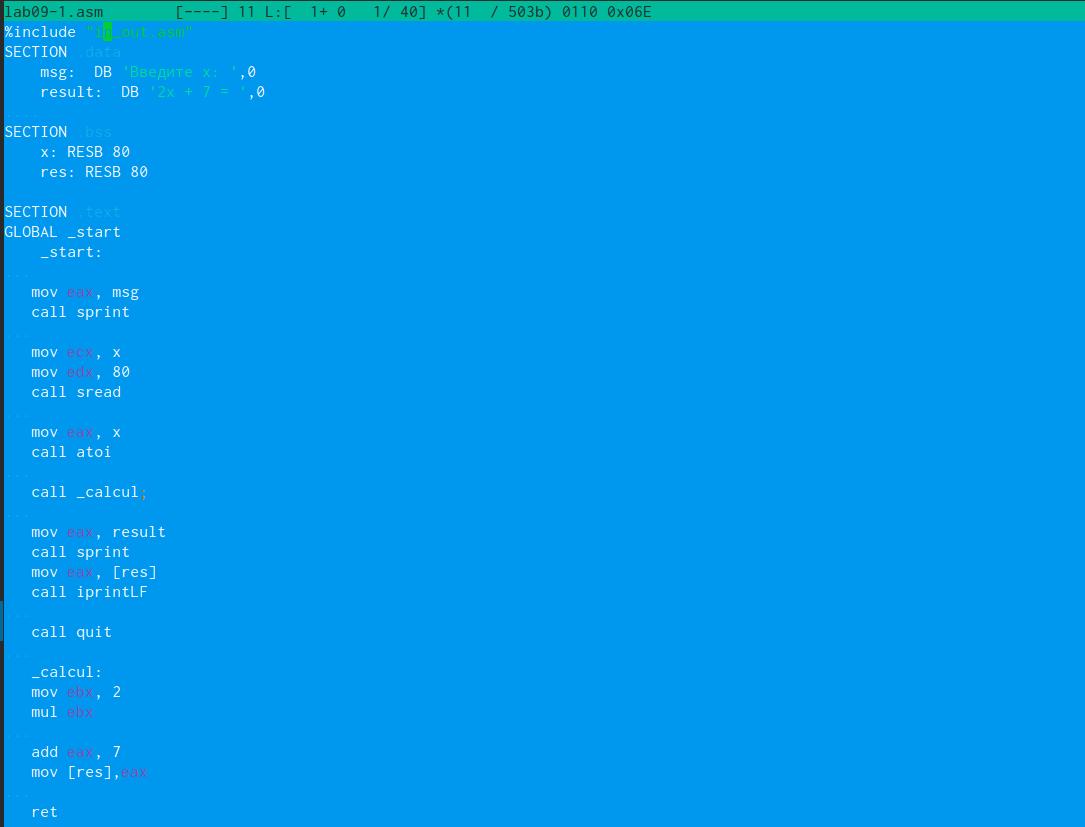 lab09-1.asm [----] 11 L:[ 1+ 0 1/ 40] *(11 / 503b) 0110 0x06E
%include "in_out.asm"
SECTION .data
msg: DB 'Введите x: ',0
result: DB '2x + 7 = ',0
....
SECTION .bss
x: RESB 80
res: RESB 80
SECTION .text
GLOBAL _start
_start:
...
mov eax, msg
call sprint
...
mov ecx, x
mov edx, 80
call sread
...
mov eax, x
call atoi
...
call _calcul;
...
mov eax, result
call sprint
mov eax, [res]
call iprintLF
...
call quit
...
_calcul:
mov ebx, 2
mul ebx
...
add eax, 7
mov [res],eax
...
ret